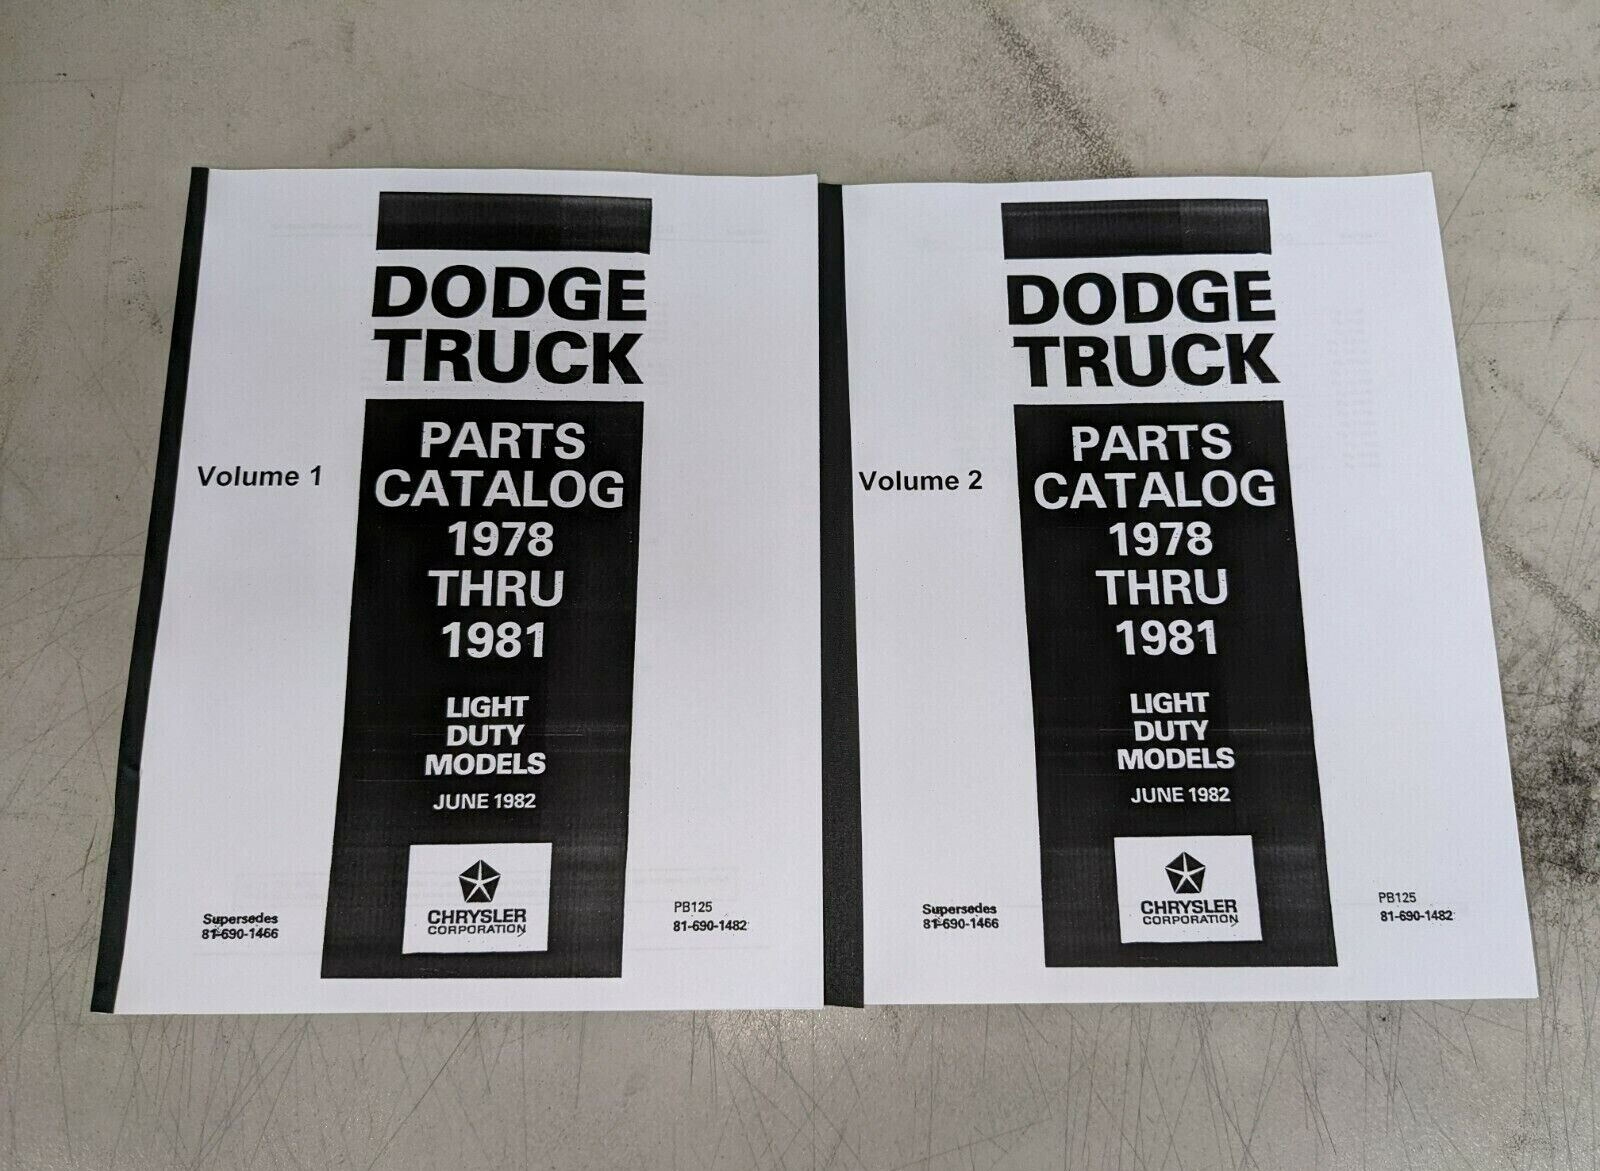 DODGE
TRUCK
Volume 1
PARTS
CATALOG
1978
THRU
1981
LIGHT
DUTY
MODELS
JUNE 1982
CHRYSLER
CORPORATION
Supersedes
81-690-1466
PB125
81-690-1482
DODGE
TRUCK
Volume 2
PARTS
CATALOG
1978
THRU
1981
LIGHT
DUTY
MODELS
JUNE 1982
CHRYSLER
CORPORATION
Supersedes
81-690-1466
PB125
81-690-1482